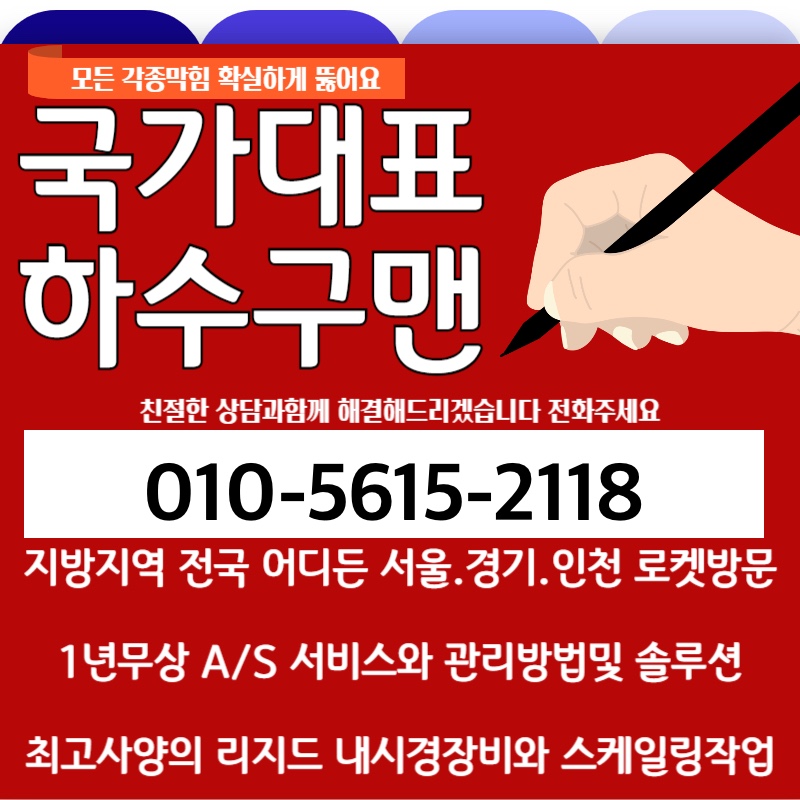 모든 각종막힘 확실하게 뚫어요
국가대표
하수구맨
친절한 상담과함께 해결해드리겠습니다 전화주세요
010-5615-2118
지방지역 전국 어디든 서울.경기.인천 로켓방문
1년무상 A/S 서비스와 관리방법및 솔루션
최고사양의 리지드 내시경장비와 스케일링작업